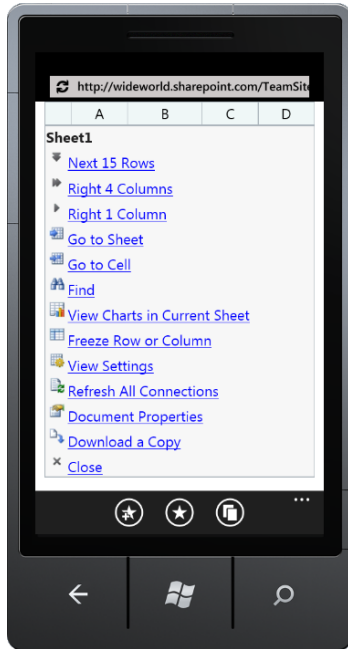 http://wideworld.sharepoint.com/TeamSite
A B C D
Sheet1
Next 15 Rows
Right 4 Columns
Right 1 Column
Go to Sheet
Go to Cell
Find
View Charts in Current Sheet
Freeze Row or Column
View Settings
Refresh All Connections
Document Properties
Download a Copy
Close
...